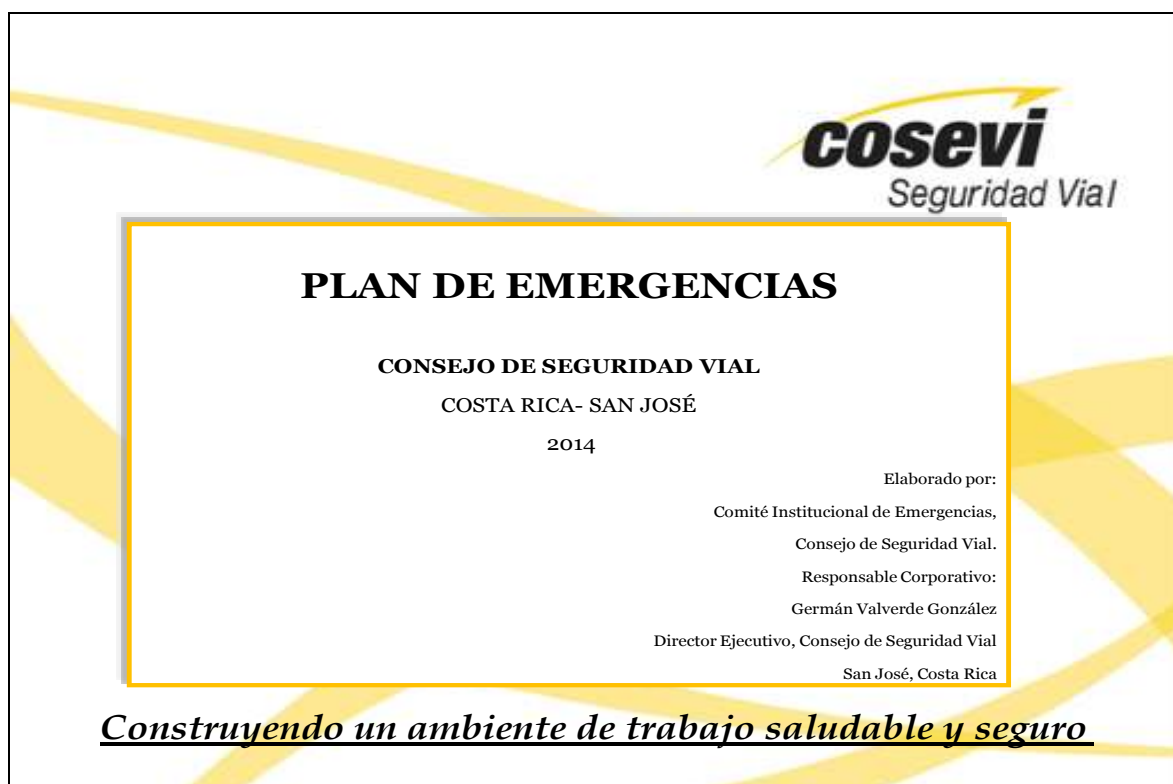 cosevi
Seguridad Vial
PLAN DE EMERGENCIAS
CONSEJO DE SEGURIDAD VIAL
COSTA RICA- SAN JOSÉ
2014
Elaborado por:
Comité Institucional de Emergencias,
Consejo de Seguridad Vial.
Responsable Corporativo:
Germán Valverde González
Director Ejecutivo, Consejo de Seguridad Vial
San José, Costa Rica
Construyendo un ambiente de trabajo saludable y seguro